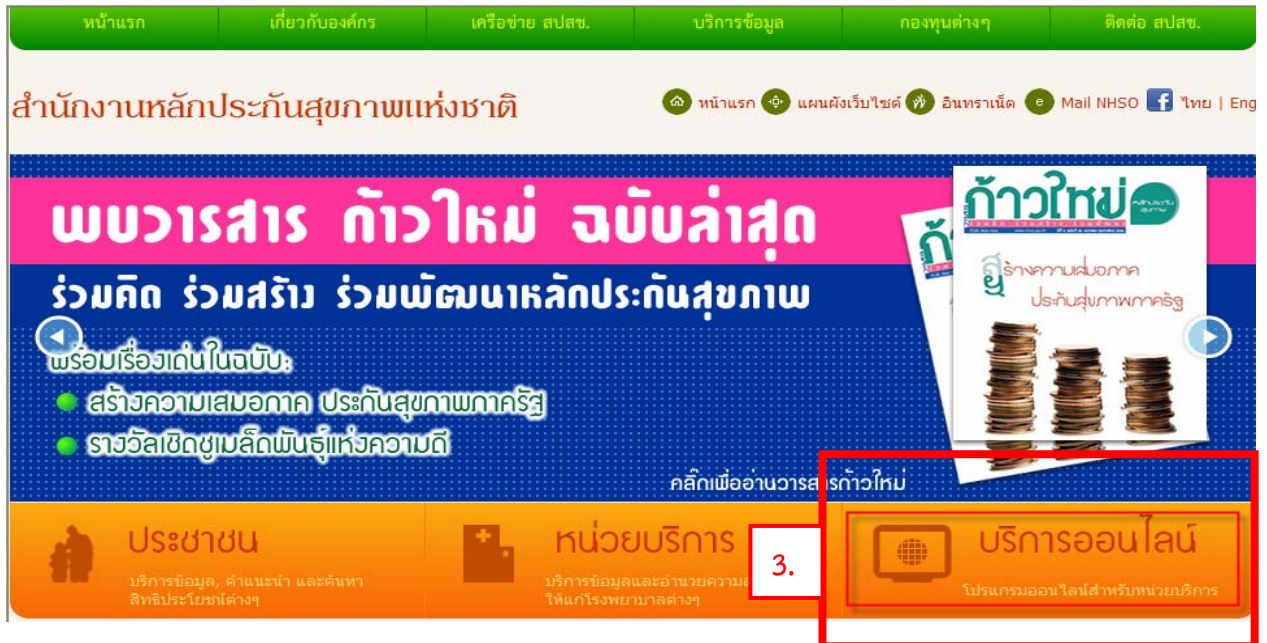 หน้าแรก เกี่ยวกับองค์กร เครือข่าย สปสช. บริการข้อมูล กองทุนต่างๆ ติดต่อ สปสช.
สำนักงานหลักประกันสุขภาพแห่งชาติ
หน้าแรก แผนผังเว็บไซต์ อินทราเน็ต Mail NHSO ไทย | Eng
พบวารสาร ก้าวใหม่ ฉบับล่าสุด
ร่วมคิด ร่วมสร้าง ร่วมพัฒนาหลักประกันสุขภาพ
พร้อมเรื่องเด่นในฉบับ:
สร้างความเสมอภาค ประกันสุขภาพภาครัฐ
รางวัลเชิดชูเมล็ดพันธุ์แห่งความดี
ก้าวใหม่
หลักประกัน
สุขภาพ
สร้างความเสมอภาค
สู่
ประกันสุขภาพภาครัฐ
คลิ๊กเพื่ออ่านวารสารก้าวใหม่
ประชาชน
บริการข้อมูล, คำแนะนำ และค้นหา
สิทธิประโยชน์ต่างๆ
หน่วยบริการ
บริการข้อมูลและอำนวยความ
ให้แก่โรงพยาบาลต่างๆ
3.
บริการออนไลน์
โปรแกรมออนไลน์สำหรับหน่วยบริการ